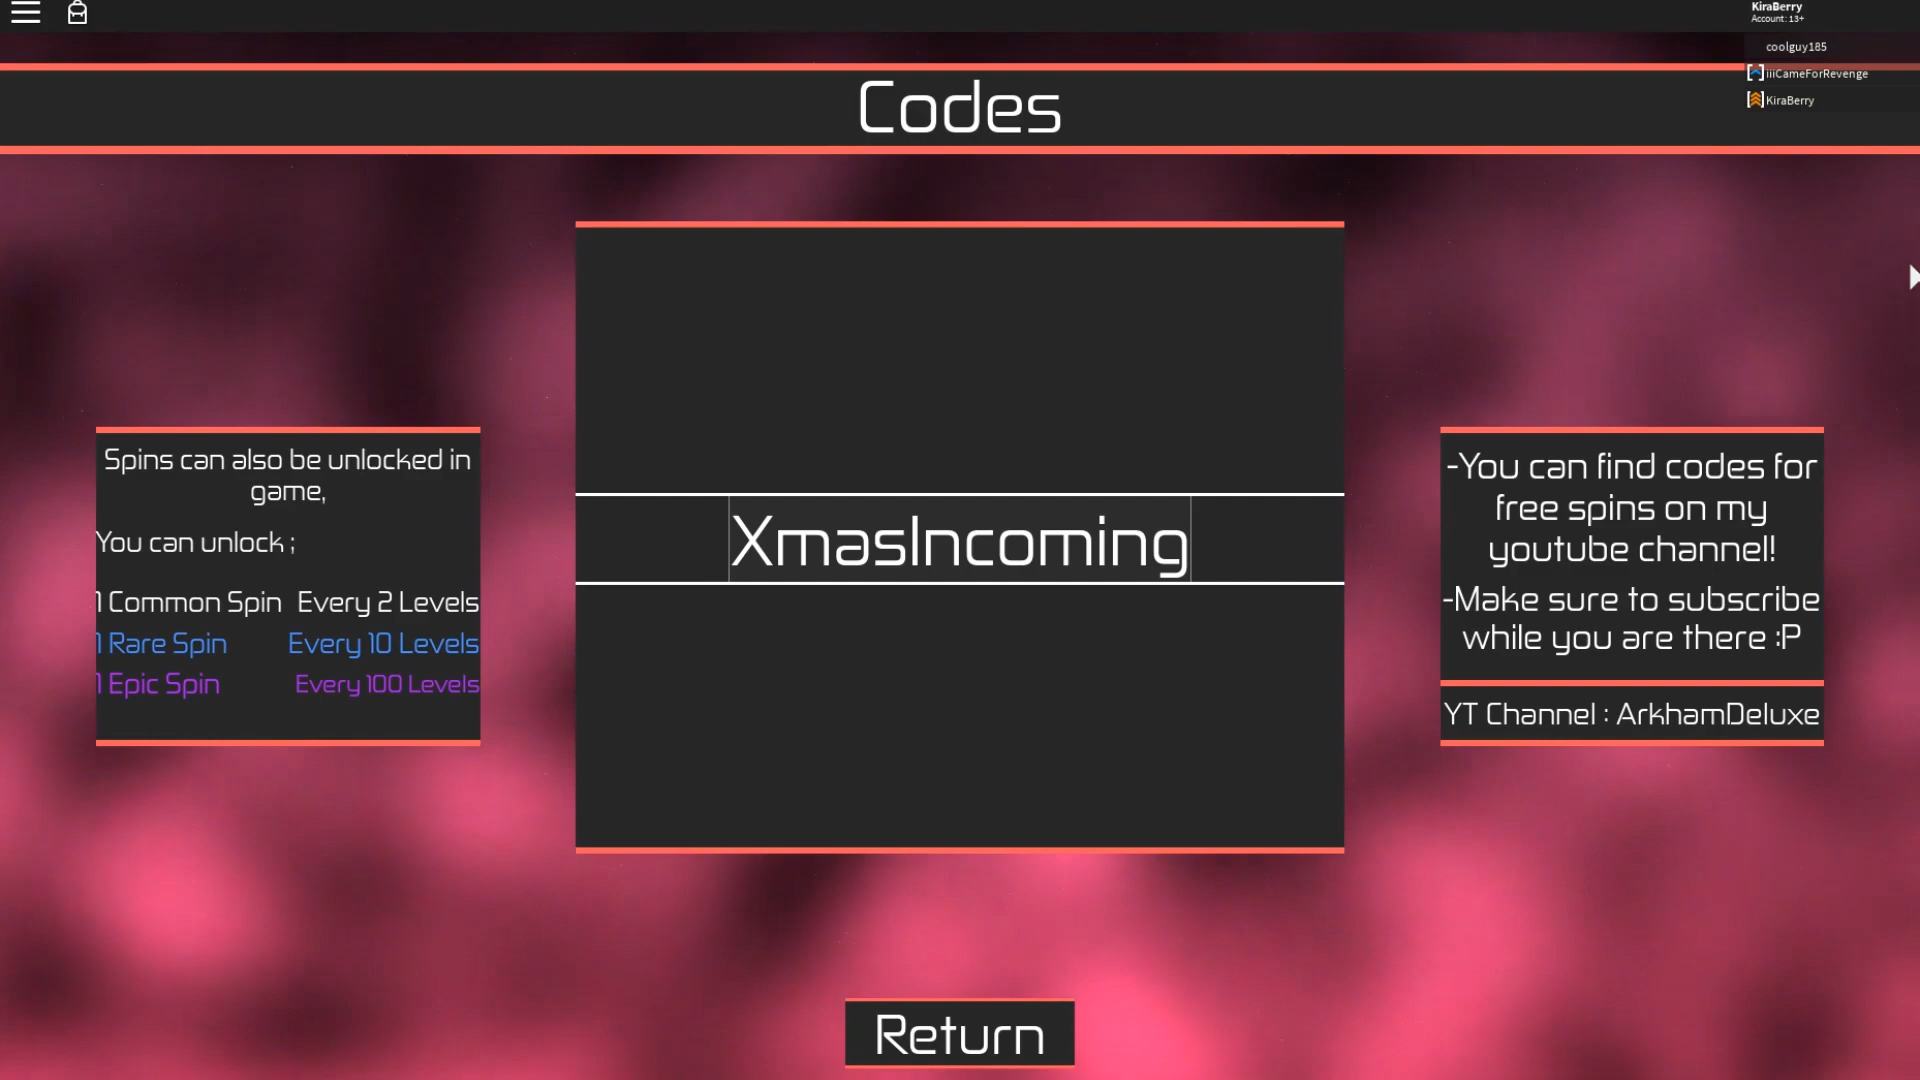 KiraBerry
Account: 13+
coolguy185
iiiCameForRevenge
KiraBerry
Codes
Spins can also be unlocked in
game,
You can unlock ;
1 Common Spin Every 2 Levels
1 Rare Spin Every 10 Levels
1 Epic Spin Every 100 Levels
XmasIncoming
-You can find codes for
free spins on my
youtube channel!
-Make sure to subscribe
while you are there :P
YT Channel : ArkhamDeluxe
Return